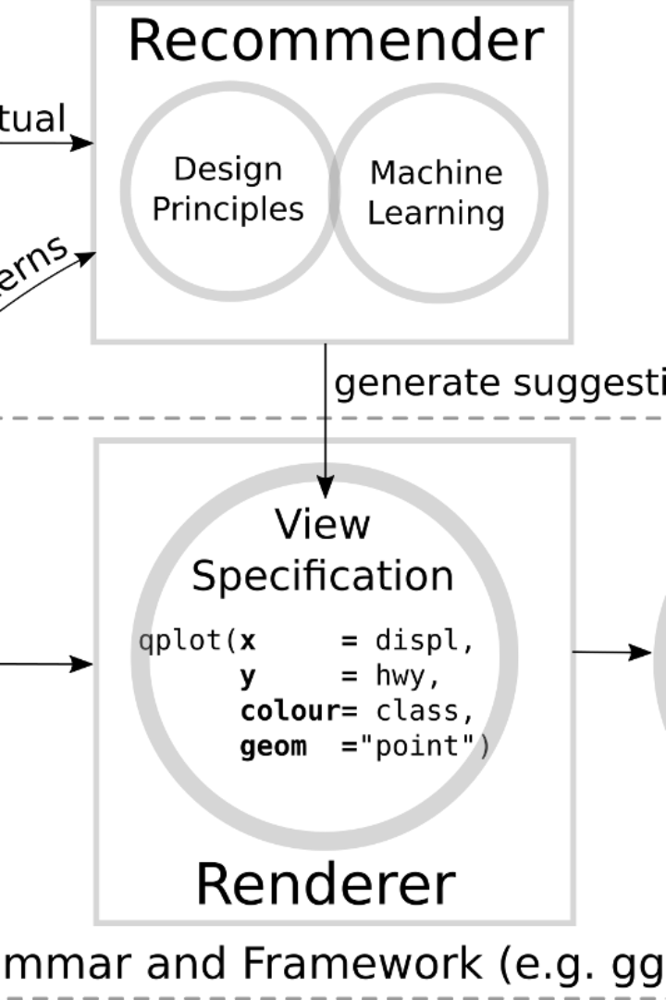 Recommender
tual
Design
Principles
Machine
Learning
erns
generate suggesti
View
Specification
qplot(x     = displ,
      y     = hwy,
      colour= class,
      geom  ="point")
Renderer
mmar and Framework (e.g. gg